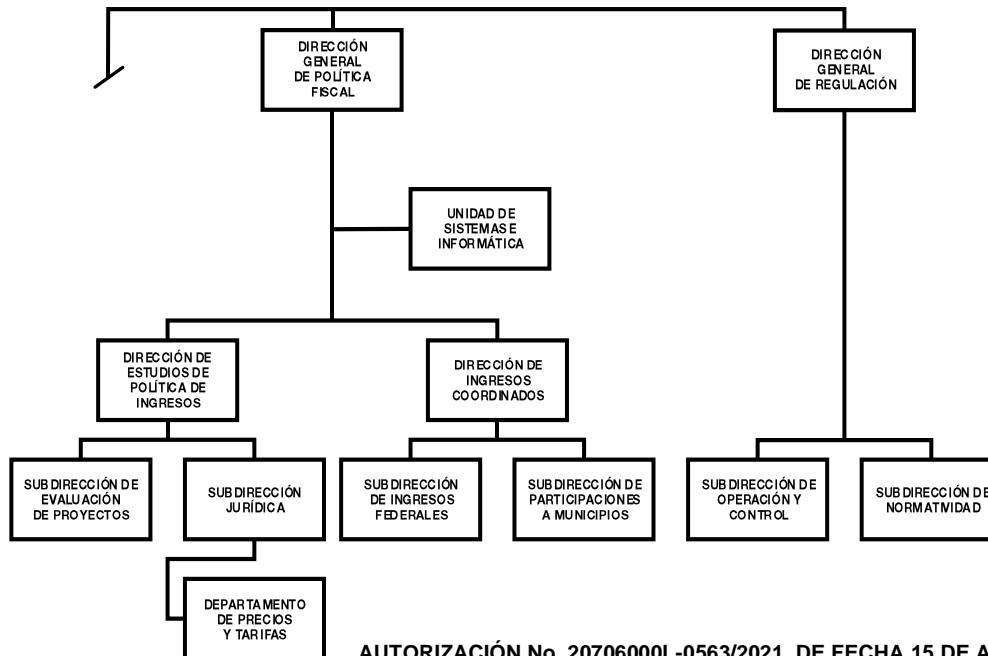 DIRECCIÓN
GENERAL
DE POLÍTICA
FISCAL
DIRECCIÓN
GENERAL
DE REGULACIÓN
UNIDAD DE
SISTEMAS E
INFORMÁTICA
DIRECCIÓN DE
ESTUDIOS DE
POLÍTICA DE
INGRESOS
DIRECCIÓN DE
INGRESOS
COORDINADOS
SUBDIRECCIÓN DE
EVALUACIÓN
DE PROYECTOS
SUBDIRECCIÓN
JURÍDICA
SUBDIRECCIÓN
DE INGRESOS
FEDERALES
SUBDIRECCIÓN DE
PARTICIPACIONES
A MUNICIPIOS
SUBDIRECCIÓN DE
OPERACIÓN Y
CONTROL
SUBDIRECCIÓN DE
NORMATIVIDAD
DEPARTAMENTO
DE PRECIOS
Y TARIFAS
AUTORIZACIÓN No. 20706000L-0563/2021, DE FECHA 15 DE A